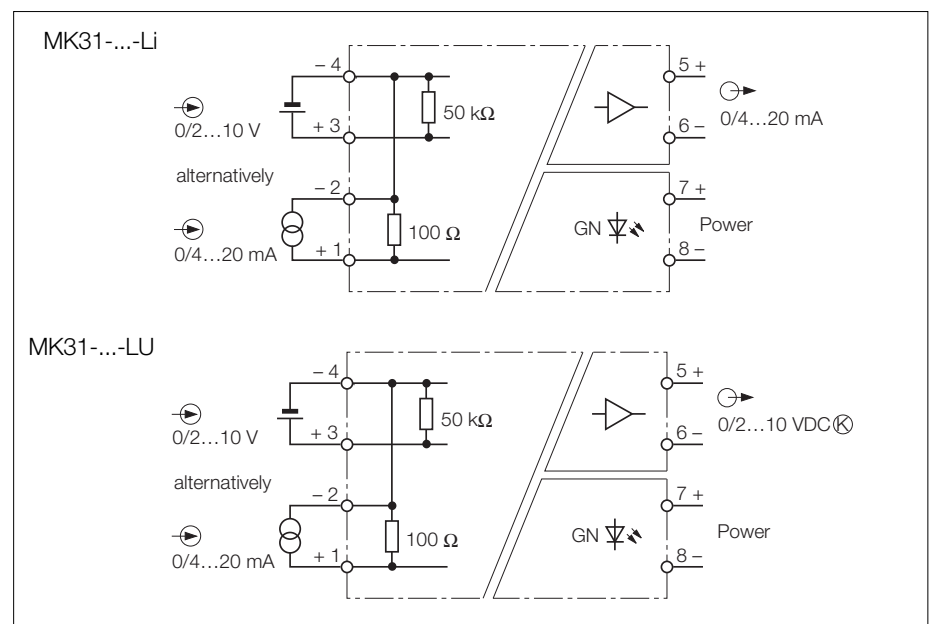 MK31-...-Li
– 4
50 kΩ
5 +
0/2…10 V
+ 3
6 –
0/4…20 mA
alternatively
– 2
7 +
100 Ω
GN
Power
0/4…20 mA
+ 1
8 –
MK31-...-LU
– 4
50 kΩ
5 +
0/2…10 V
+ 3
6 –
0/2…10 VDC Ⓚ
alternatively
– 2
7 +
100 Ω
GN
Power
0/4…20 mA
+ 1
8 –